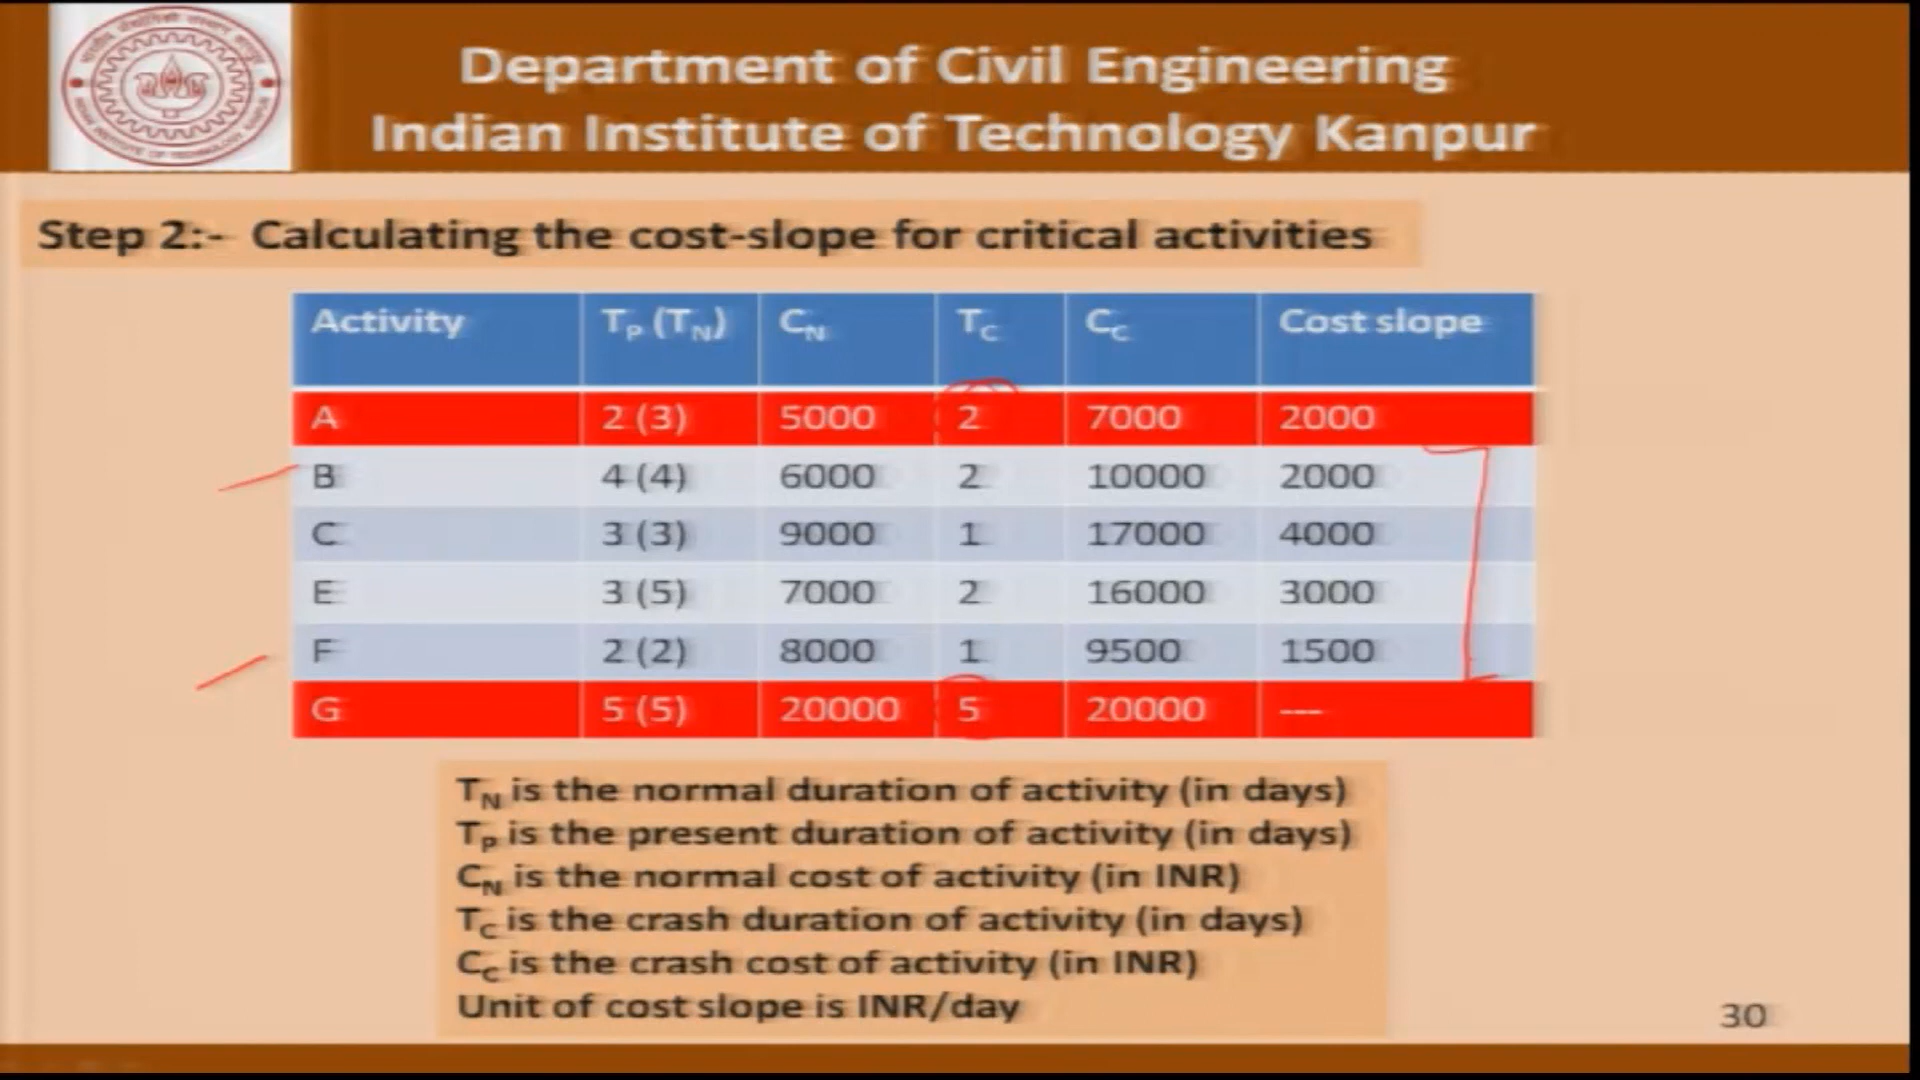 Department of Civil Engineering
Indian Institute of Technology Kanpur
Step 2:- Calculating the cost-slope for critical activities
Activity TP (TN) CN TC CC Cost slope
A 2 (3) 5000 2 7000 2000
B 4 (4) 6000 2 10000 2000
C 3 (3) 9000 1 17000 4000
E 3 (5) 7000 2 16000 3000
F 2 (2) 8000 1 9500 1500
G 5 (5) 20000 5 20000 ---
TN is the normal duration of activity (in days)
TP is the present duration of activity (in days)
CN is the normal cost of activity (in INR)
TC is the crash duration of activity (in days)
CC is the crash cost of activity (in INR)
Unit of cost slope is INR/day
30